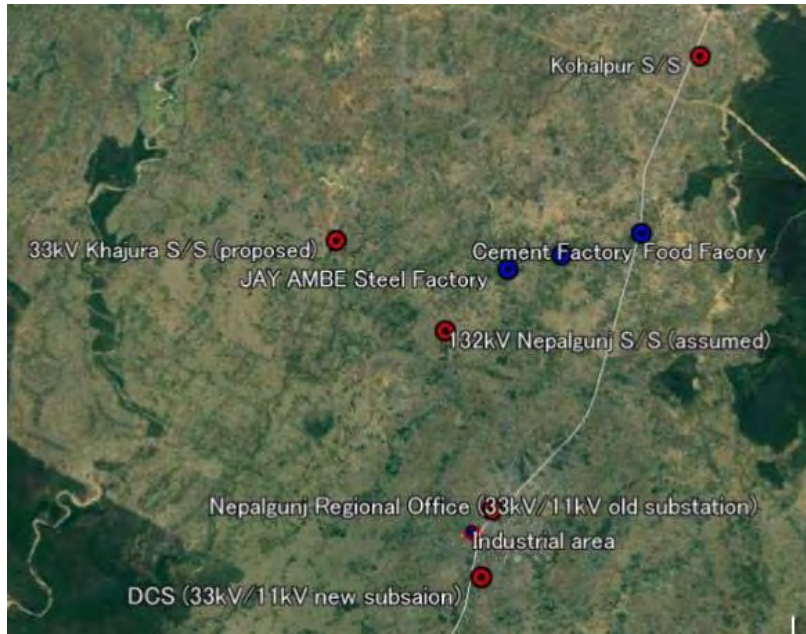 Kohalpur S/S
33kV Khajura S/S (proposed)
Cement Factory
Food Facory
JAY AMBE Steel Factory
132kV Nepalgunj S/S (assumed)
Nepalgunj Regional Office (33kV/11kV old substation)
Industrial area
DCS (33kV/11kV new subsaion)